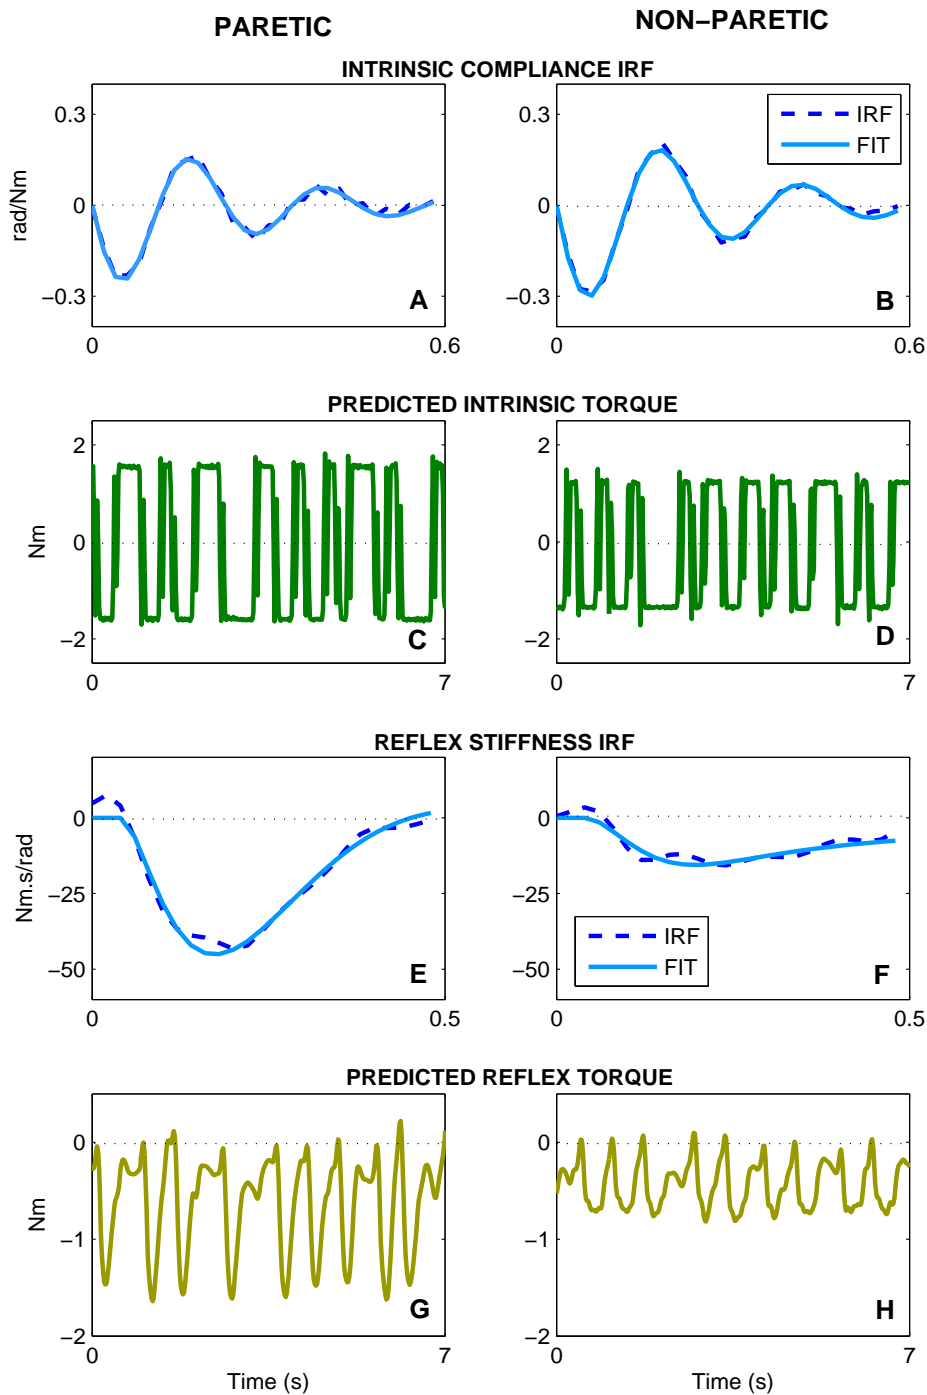 PARETIC
NON−PARETIC
INTRINSIC COMPLIANCE IRF
rad/Nm
0.3
0
−0.3
0
0.6
A
0.3
0
−0.3
0
0.6
IRF
FIT
B
PREDICTED INTRINSIC TORQUE
Nm
2
0
−2
0
7
C
2
0
−2
0
7
D
REFLEX STIFFNESS IRF
Nm.s/rad
0
−25
−50
0
0.5
E
0
−25
−50
0
0.5
IRF
FIT
F
PREDICTED REFLEX TORQUE
Nm
0
−1
−2
0
7
Time (s)
G
0
−1
−2
0
7
Time (s)
H